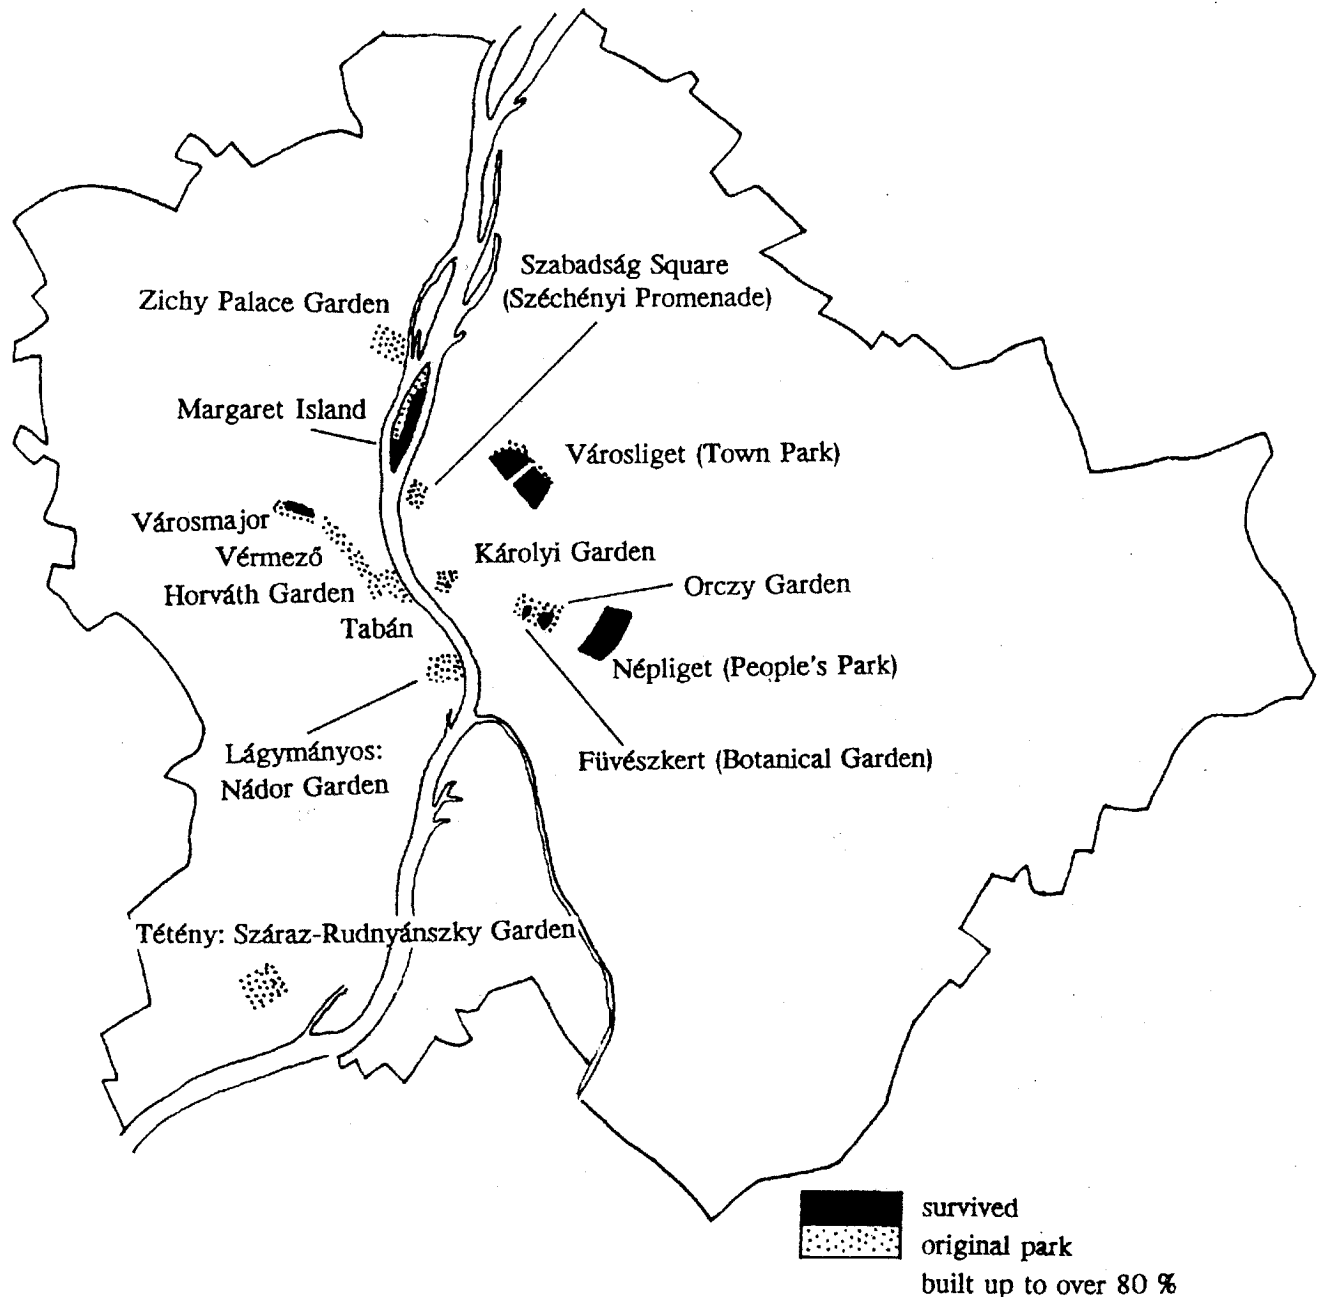 Szabadság Square
(Széchényi Promenade)
Zichy Palace Garden
Margaret Island
Városliget (Town Park)
Városmajor
Vérmező
Horváth Garden
Tabán
Károlyi Garden
Orczy Garden
Népliget (People's Park)
Lágymányos:
Nádor Garden
Füvészkert (Botanical Garden)
Tétény: Száraz-Rudnyánszky Garden
survived
original park
built up to over 80 %